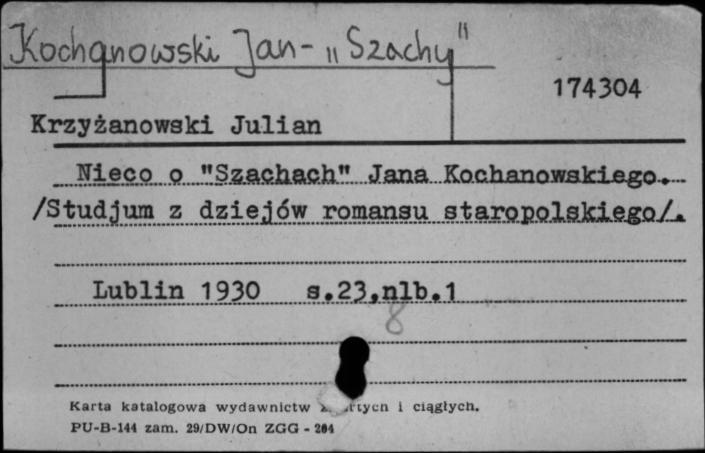 Kochanowski Jan - „Szachy"
174304
Krzyżanowski Julian
Nieco o "Szachach" Jana Kochanowskiego.
/Studjum z dziejów romansu staropolskiego/.
Lublin 1930 s.23,nlb.1
8
Karta katalogowa wydawnictw i ciągłych.
PU-B-144 zam. 29/DW/On ZGG - 204